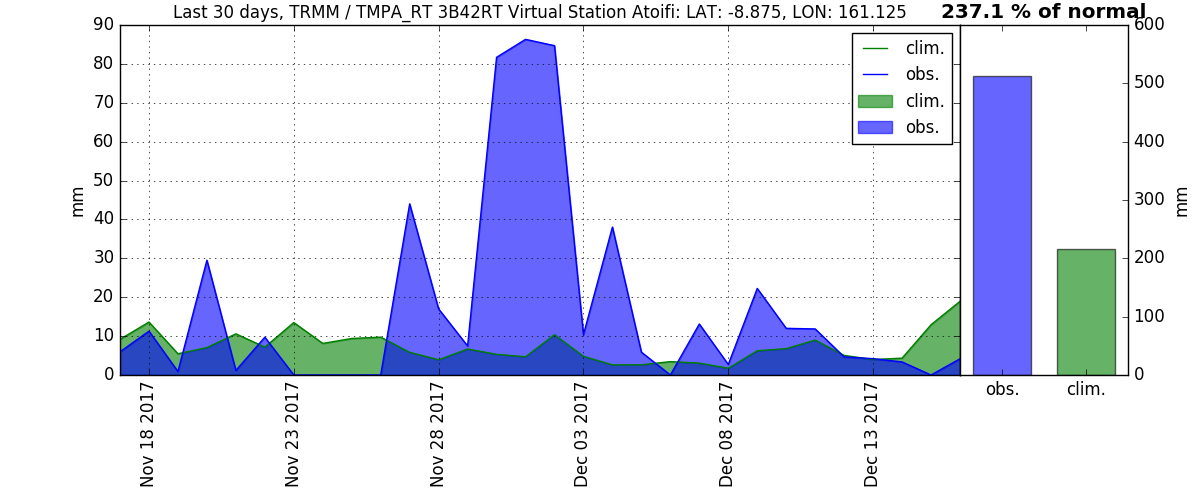 Last 30 days, TRMM / TMPA_RT 3B42RT Virtual Station Atoifi: LAT: -8.875, LON: 161.125
237.1 % of normal
90
80
70
60
50
40
30
20
10
0
mm
clim.
obs.
clim.
obs.
Nov 18 2017
Nov 23 2017
Nov 28 2017
Dec 03 2017
Dec 08 2017
Dec 13 2017
600
500
400
300
200
100
0
mm
obs.
clim.